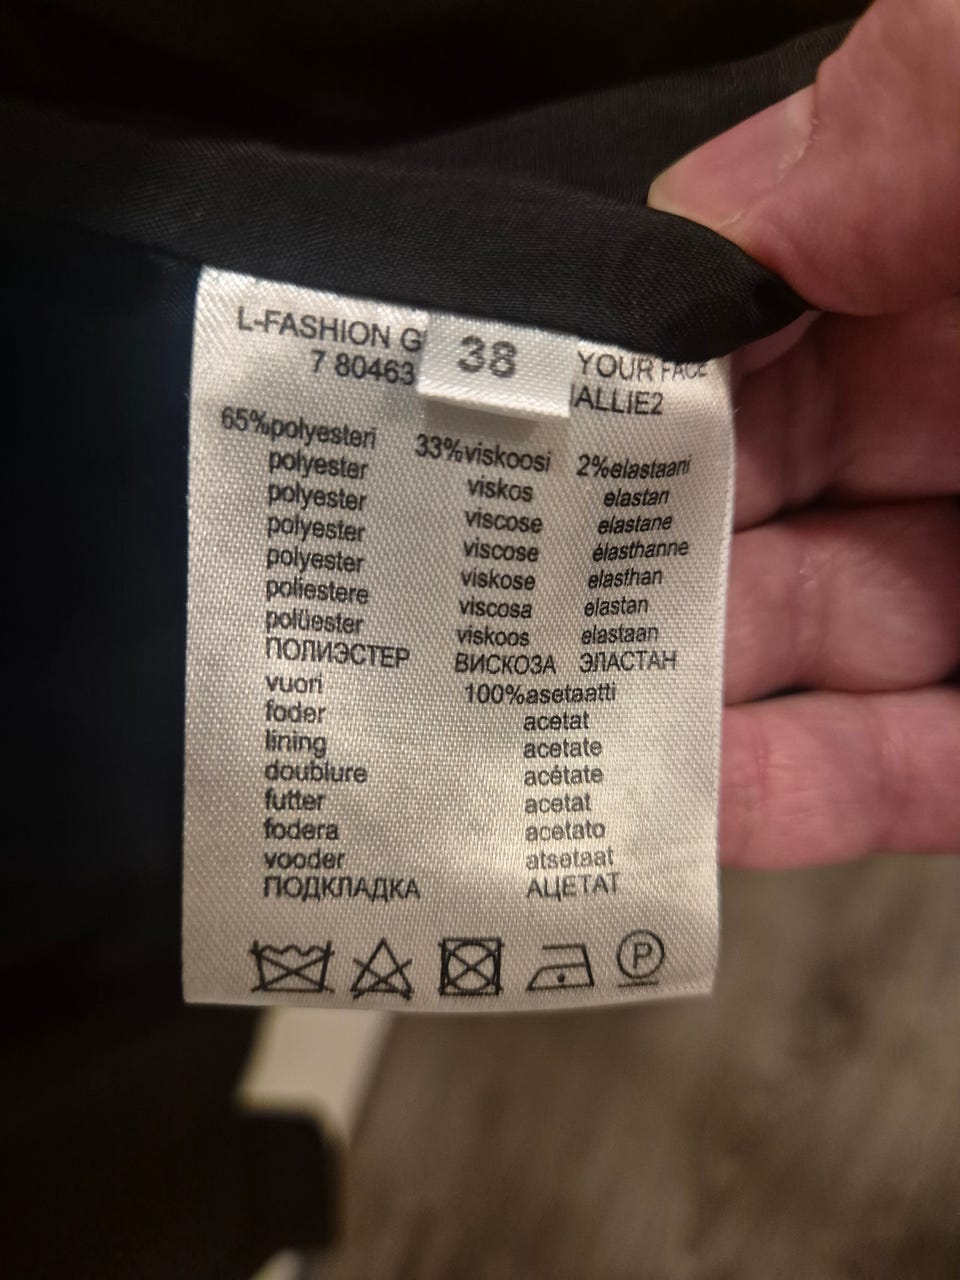 L-FASHION G
38
YOUR FACE
7 80463
ALLIE2
65%polyesteri 33%viskoosi 2%elastaani
polyester viskos elastan
polyester viscose elastane
polyester viscose élasthanne
polyester viskose elasthan
poliestere viscosa elastan
polüester viskoos elastaan
ПОЛИЭСТЕР ВИСКОЗА ЭЛАСТАН
vuori 100%asetaatti
foder acetat
lining acetate
doublure acétate
futter acetat
fodera acetato
vooder atsetaat
ПОДКЛАДКА АЦЕТАТ
P